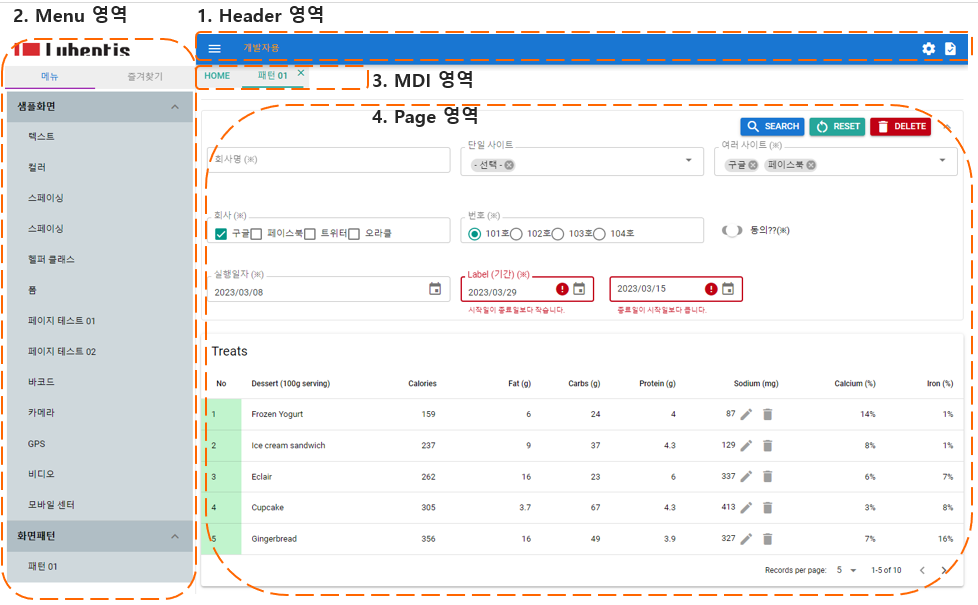 2. Menu 영역
1. Header 영역
Lubentis
개발자용
메뉴 즐겨찾기
HOME 패턴 01
3. MDI 영역
4. Page 영역
샘플화면
텍스트
컬러
스페이싱
스페이싱
헬퍼 클래스
폼
페이지 테스트 01
페이지 테스트 02
바코드
카메라
GPS
비디오
모바일 센터
화면패턴
패턴 01
SEARCH RESET DELETE
회사명 (※)
단일 사이트
- 선택 -
여러 사이트 (※)
구글 페이스북
회사 (※)
구글 페이스북 트위터 오라클
번호 (※)
101호 102호 103호 104호
동의??(※)
실행일자 (※)
2023/03/08
Label (기간) (※)
2023/03/29
2023/03/15
시작일이 종료일보다 작습니다.
종료일이 시작일보다 큽니다.
Treats
No Dessert (100g serving) Calories Fat (g) Carbs (g) Protein (g) Sodium (mg) Calcium (%) Iron (%)
1 Frozen Yogurt 159 6 24 4 87 14% 1%
2 Ice cream sandwich 237 9 37 4.3 129 8% 1%
3 Eclair 262 16 23 6 337 6% 7%
4 Cupcake 305 3.7 67 4.3 413 3% 8%
5 Gingerbread 356 16 49 3.9 327 7% 16%
Records per page: 5 1-5 of 10